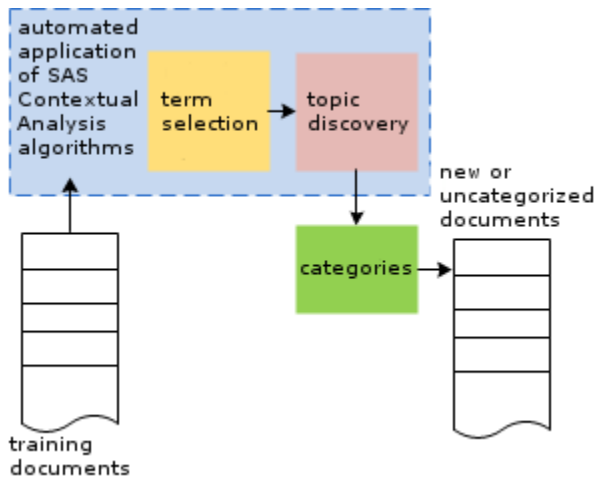 automated
application
of SAS
Contextual
Analysis
algorithms
term
selection
topic
discovery
new or
uncategorized
documents
categories
training
documents